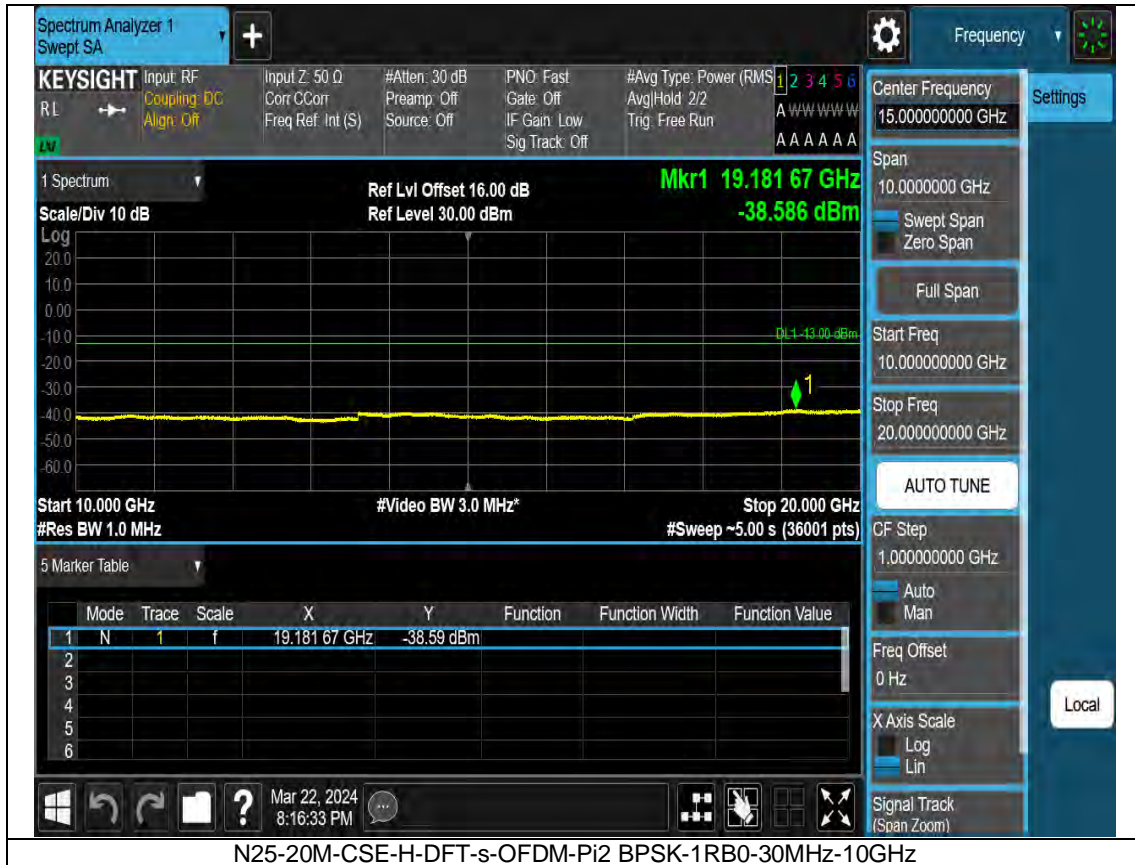 Spectrum Analyzer 1
Swept SA
Frequency
KEYSIGHT
RL
LXI
Input: RF
Coupling: DC
Align: Off
Input Z: 50 Ω
Corr CCorr
Freq Ref: Int (S)
#Atten: 30 dB
Preamp: Off
Source: Off
PNO: Fast
Gate: Off
IF Gain: Low
Sig Track: Off
#Avg Type: Power (RMS
Avg|Hold: 2/2
Trig: Free Run
1 2 3 4 5 6
A W W W W W
A A A A A A
Center Frequency
15.000000000 GHz
Settings
1 Spectrum
Ref Lvl Offset 16.00 dB
Mkr1 19.181 67 GHz
Scale/Div 10 dB
Ref Level 30.00 dBm
-38.586 dBm
Log
20.0
10.0
0.00
-10.0
-20.0
-30.0
-40.0
-50.0
-60.0
DL1 -13.00 dBm
1
Start 10.000 GHz
#Video BW 3.0 MHz*
Stop 20.000 GHz
#Res BW 1.0 MHz
#Sweep ~5.00 s (36001 pts)
Span
10.0000000 GHz
Swept Span
Zero Span
Full Span
Start Freq
10.000000000 GHz
Stop Freq
20.000000000 GHz
AUTO TUNE
CF Step
1.000000000 GHz
Auto
Man
Freq Offset
0 Hz
X Axis Scale
Log
Lin
Signal Track
(Span Zoom)
Local
5 Marker Table
Mode Trace Scale X Y Function Function Width Function Value
1 N 1 f 19.181 67 GHz -38.59 dBm
2
3
4
5
6
?
Mar 22, 2024
8:16:33 PM
N25-20M-CSE-H-DFT-s-OFDM-Pi2 BPSK-1RB0-30MHz-10GHz